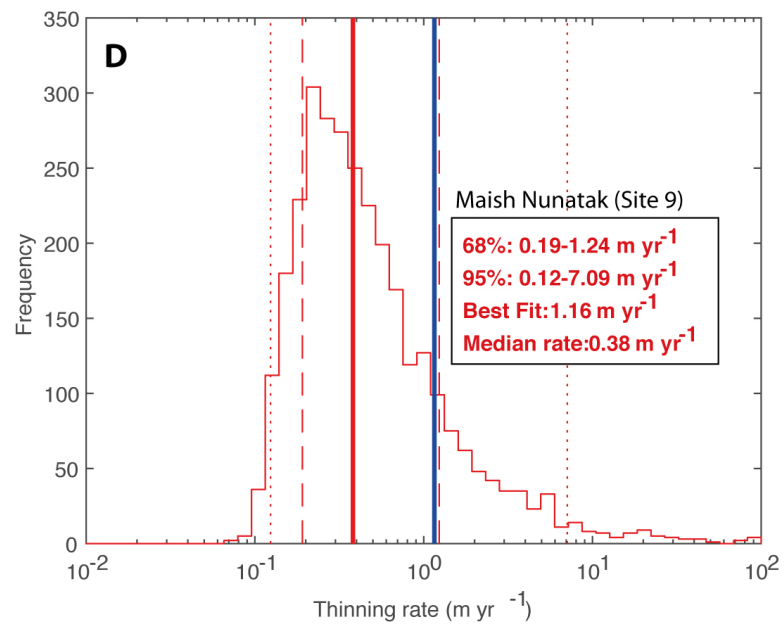 350
D
300
250
Maish Nunatak (Site 9)
68%: 0.19-1.24 m yr-1
95%: 0.12-7.09 m yr-1
Best Fit:1.16 m yr-1
Median rate:0.38 m yr-1
200
150
100
50
0
Frequency
10-2
10-1
100
101
102
Thinning rate (m yr -1)